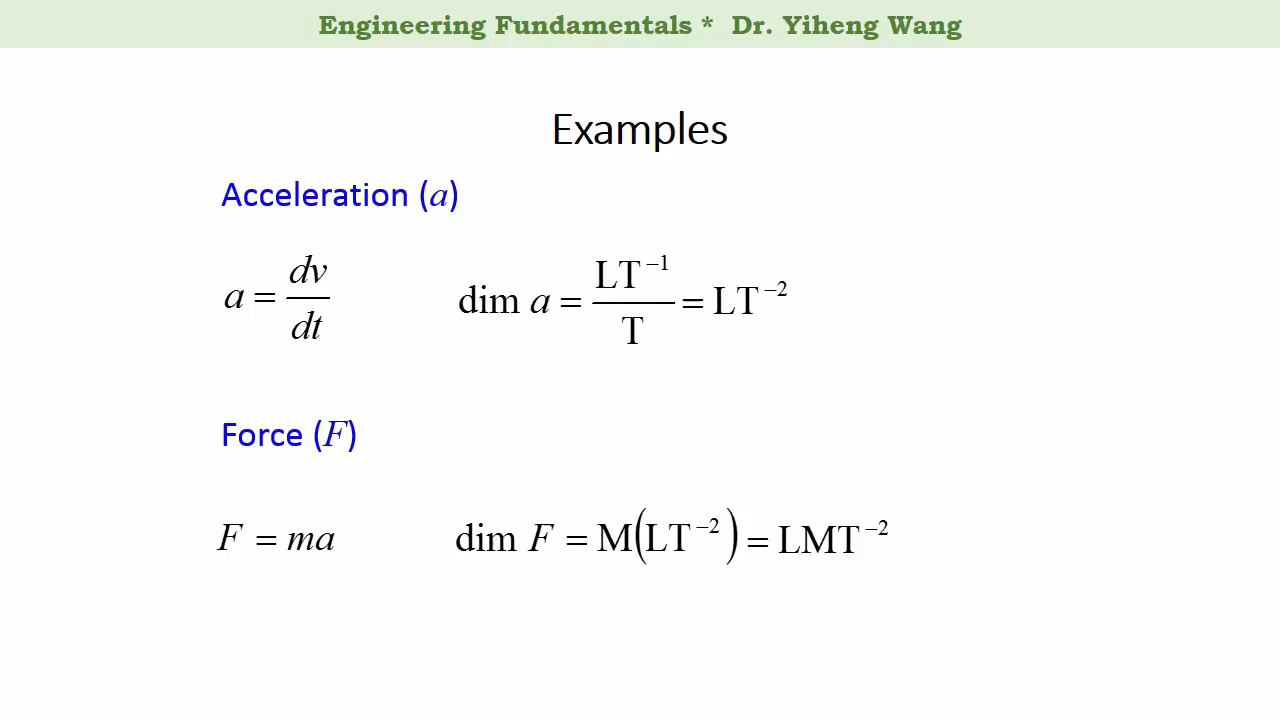 Engineering Fundamentals * Dr. Yiheng Wang
Examples
Acceleration (a)
a = dv/dt    dim a = LT⁻¹/T = LT⁻²
Force (F)
F = ma    dim F = M(LT⁻²) = LMT⁻²